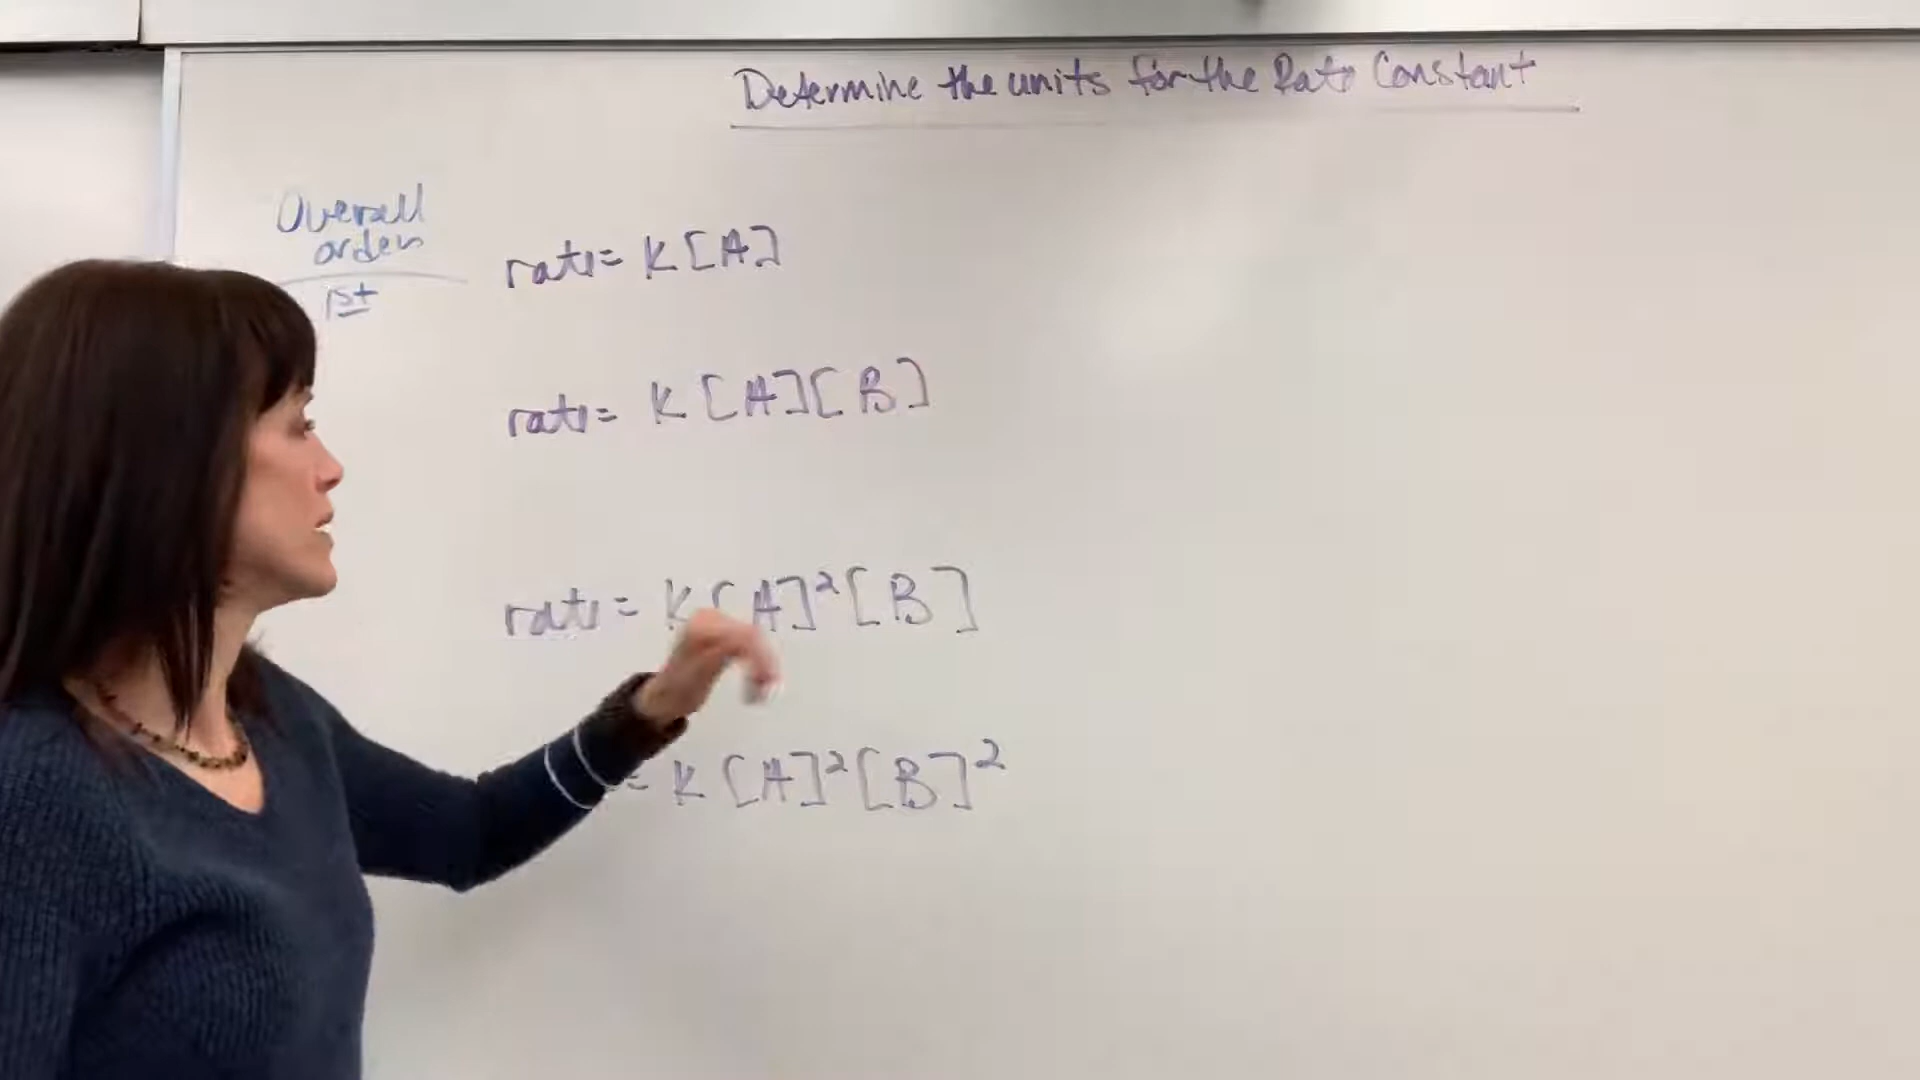 Determine the units for the Rate Constant
Overall
order
1st
rate = K[A]
rate = K[A][B]
rate = K[A]²[B]
= K[A]²[B]²